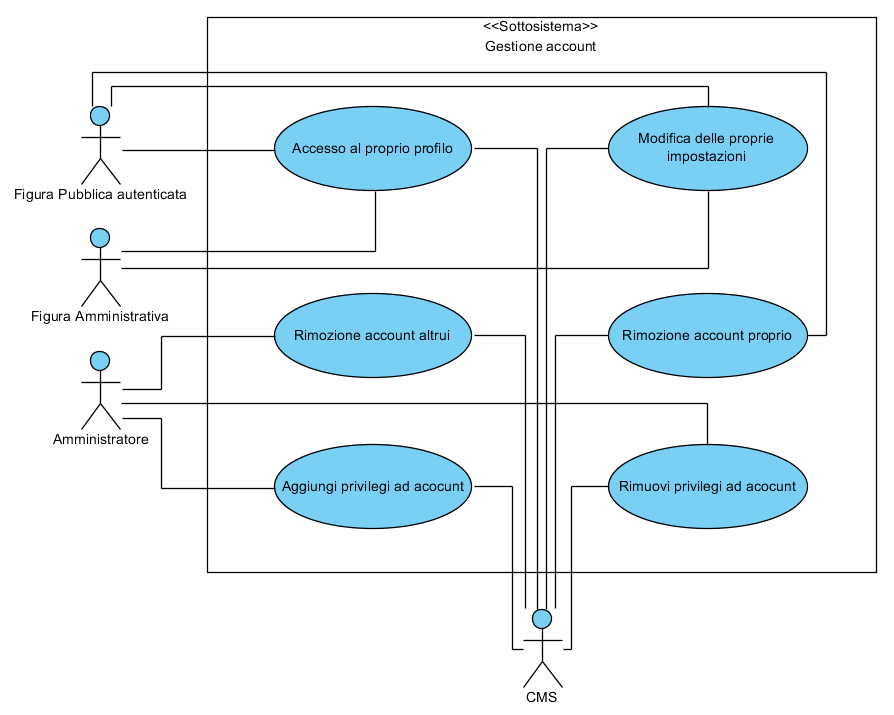 <<Sottosistema>>
Gestione account
Accesso al proprio profilo
Modifica delle proprie
impostazioni
Figura Pubblica autenticata
Figura Amministrativa
Rimozione account altrui
Rimozione account proprio
Amministratore
Aggiungi privilegi ad acocunt
Rimuovi privilegi ad acocunt
CMS